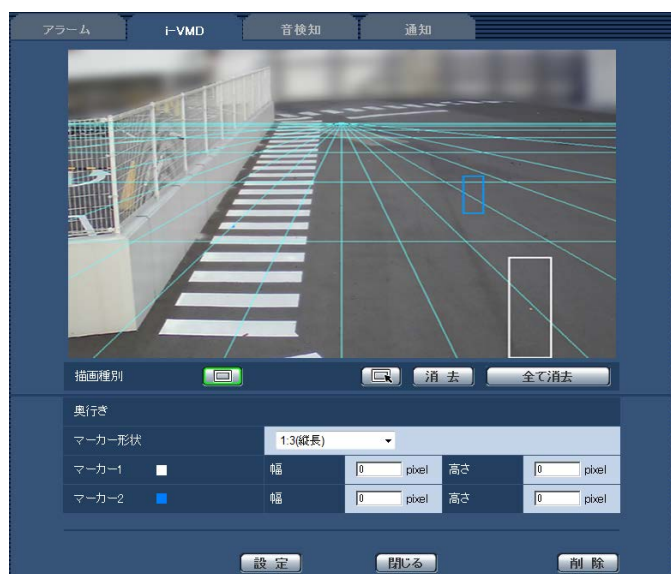 アラーム i-VMD 音検知 通知
描画種別 消 去 全て消去
奥行き
マーカー形状 1:3(縦長)
マーカー1 幅 0 pixel 高さ 0 pixel
マーカー2 幅 0 pixel 高さ 0 pixel
設 定 閉じる 削 除